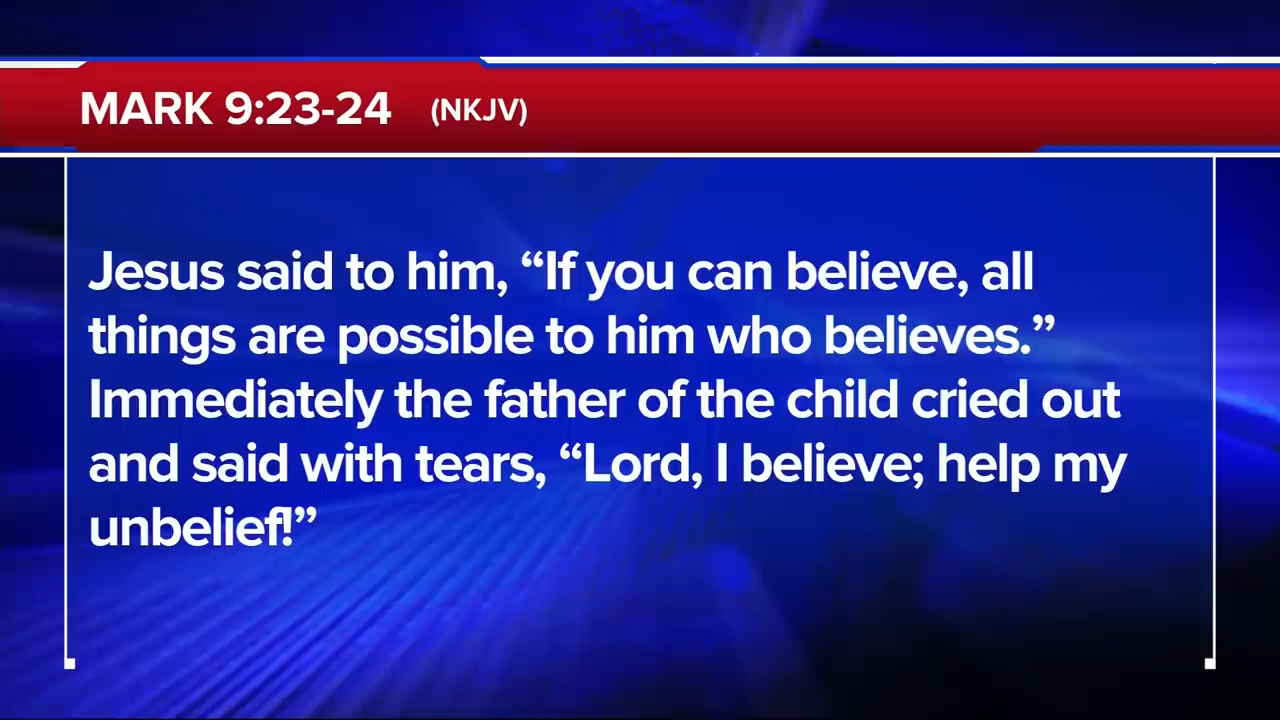 MARK 9:23-24 (NKJV)
Jesus said to him, “If you can believe, all
things are possible to him who believes.”
Immediately the father of the child cried out
and said with tears, “Lord, I believe; help my
unbelief!”